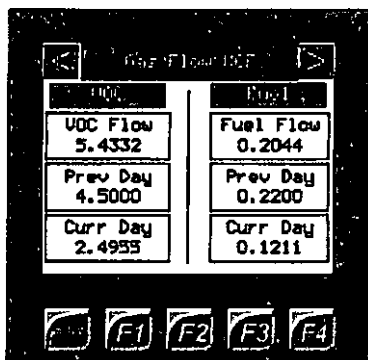 < Gas Flow >
VOC
Fuel
VOC Flow
5.4332
Fuel Flow
0.2044
Prev Day
4.5000
Prev Day
0.2200
Curr Day
2.4955
Curr Day
0.1211
F1
F2
F3
F4